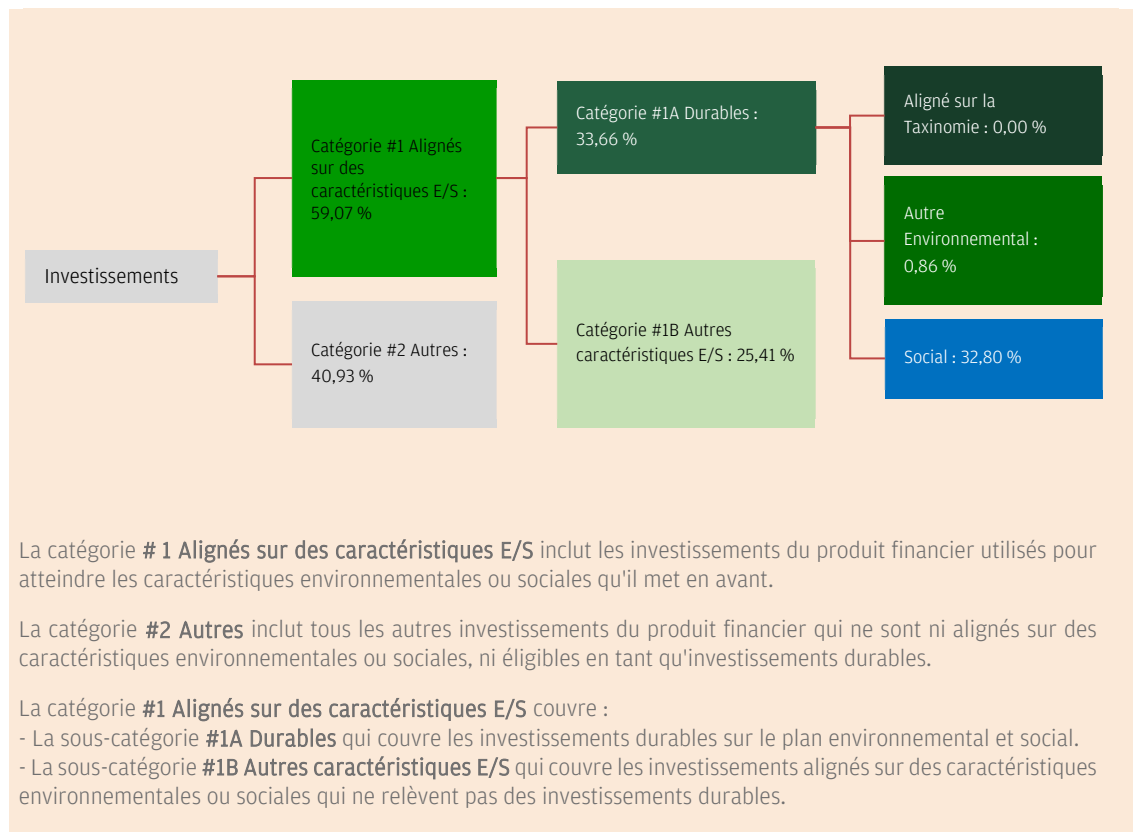 Investissements
Catégorie #1 Alignés
sur des
caractéristiques E/S :
59,07 %
Catégorie #2 Autres :
40,93 %
Catégorie #1A Durables :
33,66 %
Catégorie #1B Autres
caractéristiques E/S : 25,41 %
Aligné sur la
Taxinomie : 0,00 %
Autre
Environnemental :
0,86 %
Social : 32,80 %
La catégorie # 1 Alignés sur des caractéristiques E/S inclut les investissements du produit financier utilisés pour
atteindre les caractéristiques environnementales ou sociales qu'il met en avant.
La catégorie #2 Autres inclut tous les autres investissements du produit financier qui ne sont ni alignés sur des
caractéristiques environnementales ou sociales, ni éligibles en tant qu'investissements durables.
La catégorie #1 Alignés sur des caractéristiques E/S couvre :
- La sous-catégorie #1A Durables qui couvre les investissements durables sur le plan environnemental et social.
- La sous-catégorie #1B Autres caractéristiques E/S qui couvre les investissements alignés sur des caractéristiques
environnementales ou sociales qui ne relèvent pas des investissements durables.